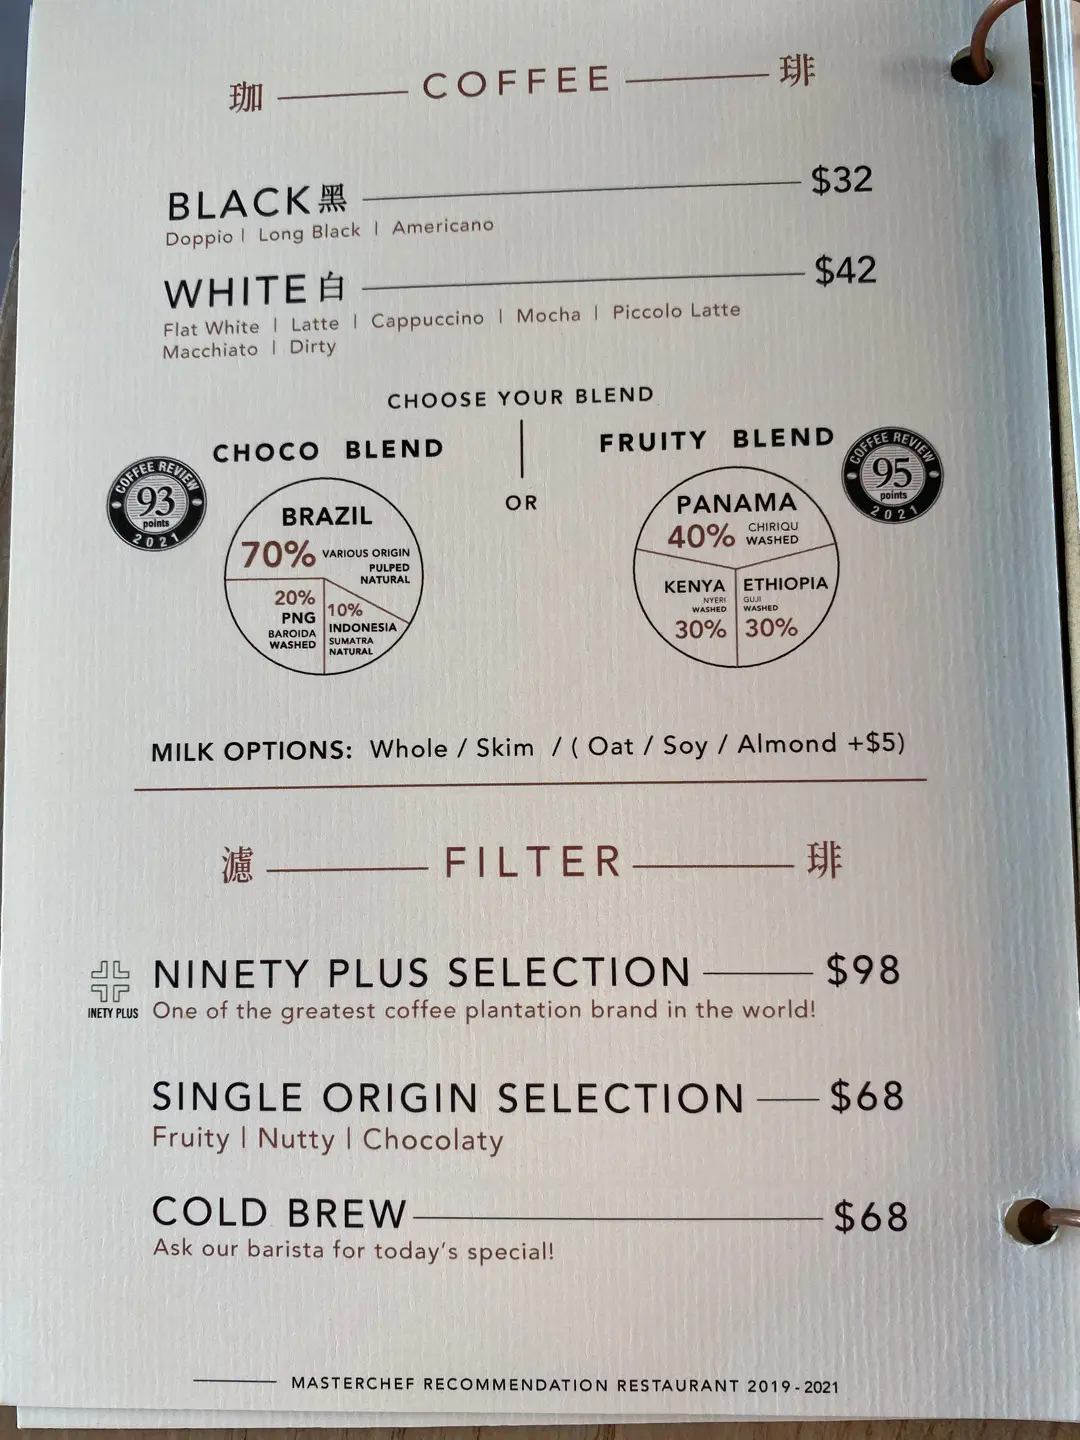 珈 COFFEE 琲
BLACK 黑 $32
Doppio | Long Black | Americano
WHITE 白 $42
Flat White | Latte | Cappuccino | Mocha | Piccolo Latte
Macchiato | Dirty
CHOOSE YOUR BLEND
CHOCO BLEND
COFFEE REVIEW
93
points
2021
BRAZIL
70% VARIOUS ORIGIN
PULPED
NATURAL
20%
PNG
BAROIDA
WASHED
10%
INDONESIA
SUMATRA
NATURAL
OR
FRUITY BLEND
COFFEE REVIEW
95
points
2021
PANAMA
40% CHIRIQU
WASHED
KENYA
NYERI
WASHED
30%
ETHIOPIA
GUJI
WASHED
30%
MILK OPTIONS: Whole / Skim / ( Oat / Soy / Almond +$5)
濾 FILTER 琲
INETY PLUS
NINETY PLUS SELECTION $98
One of the greatest coffee plantation brand in the world!
SINGLE ORIGIN SELECTION $68
Fruity | Nutty | Chocolaty
COLD BREW $68
Ask our barista for today's special!
MASTERCHEF RECOMMENDATION RESTAURANT 2019-2021